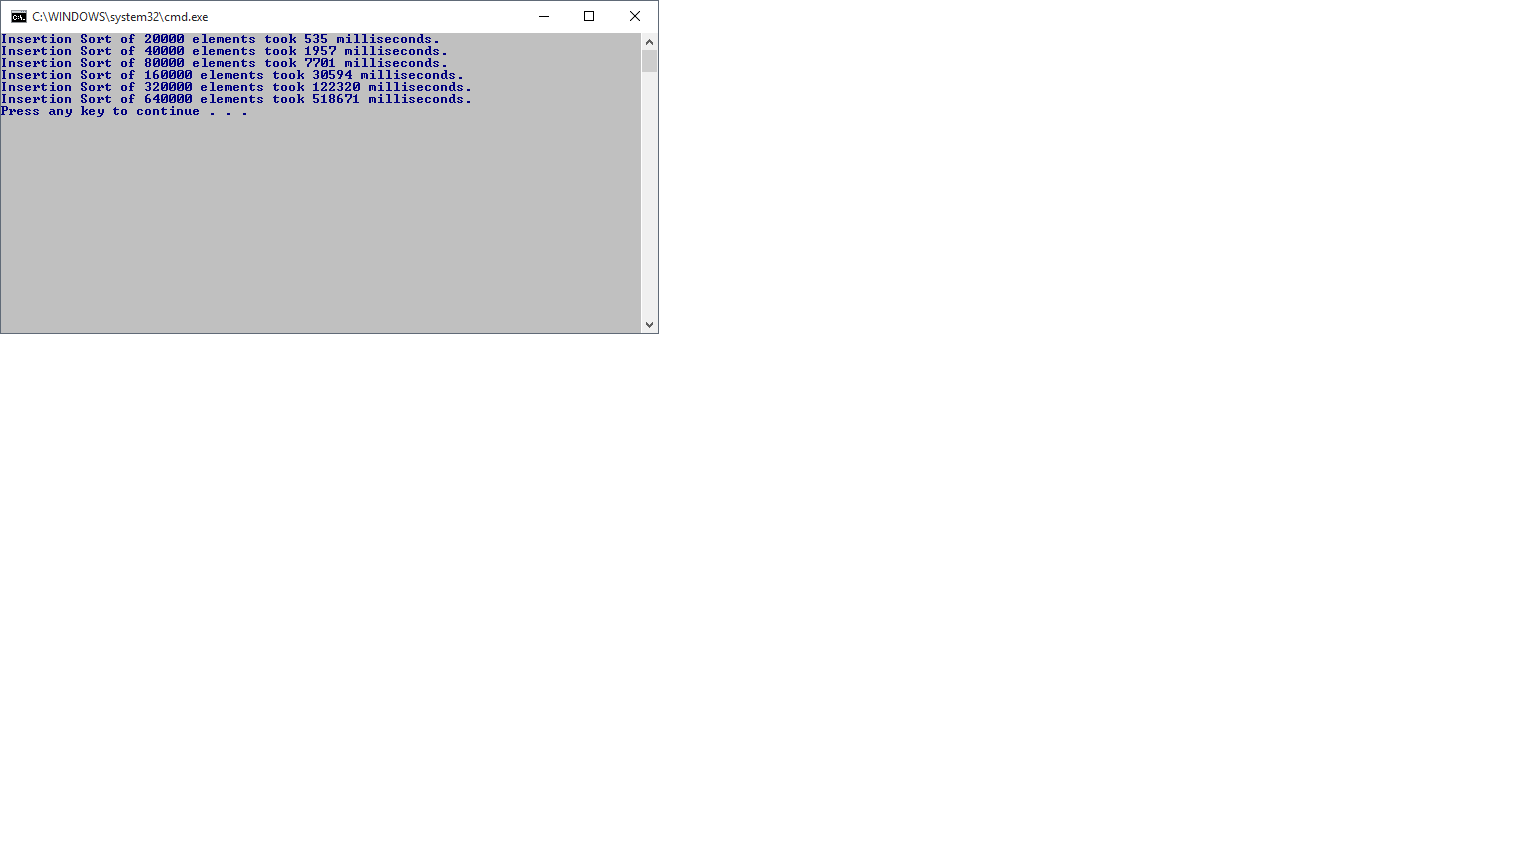 C:\WINDOWS\system32\cmd.exe
Insertion Sort of 20000 elements took 535 milliseconds.
Insertion Sort of 40000 elements took 1957 milliseconds.
Insertion Sort of 80000 elements took 7701 milliseconds.
Insertion Sort of 160000 elements took 30594 milliseconds.
Insertion Sort of 320000 elements took 122320 milliseconds.
Insertion Sort of 640000 elements took 518671 milliseconds.
Press any key to continue . . .